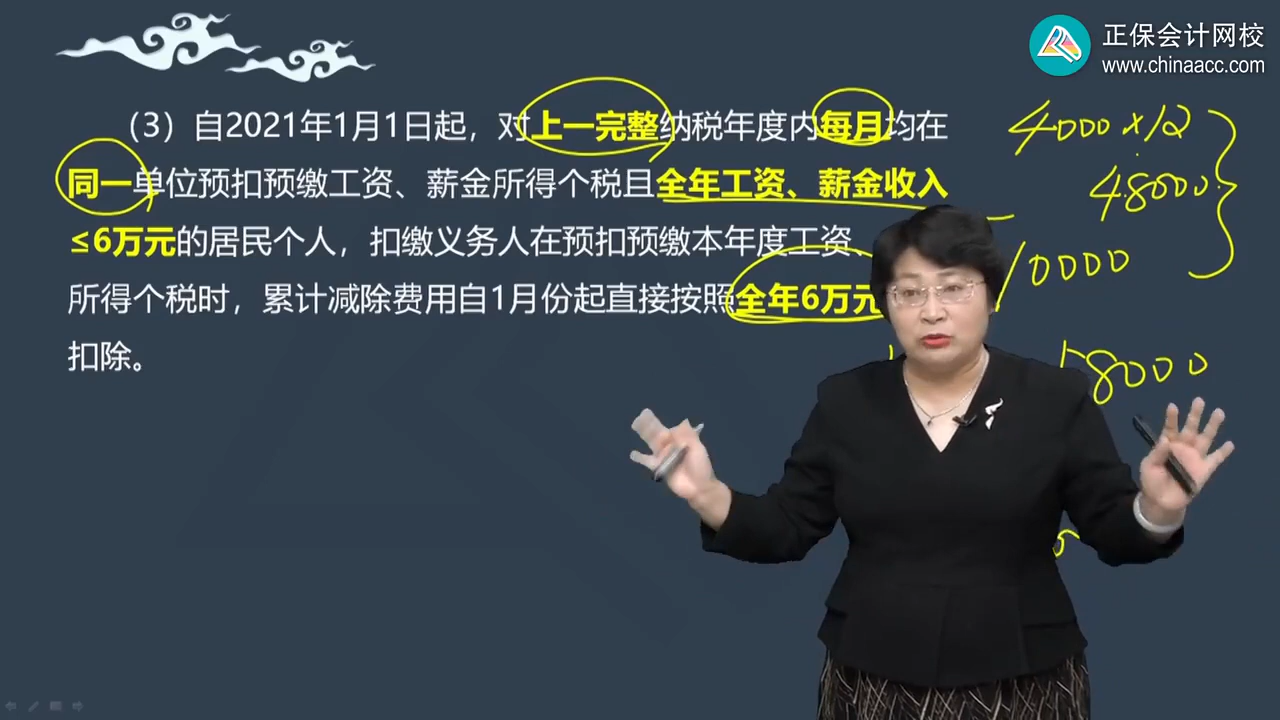 正保会计网校
www.chinaacc.com
（3）自2021年1月1日起，对上一完整纳税年度内每月均在
同一单位预扣预缴工资、薪金所得个税且全年工资、薪金收入
≤6万元的居民个人，扣缴义务人在预扣预缴本年度工资、
所得个税时，累计减除费用自1月份起直接按照全年6万元
扣除。
4000×12
48000
10000
58000